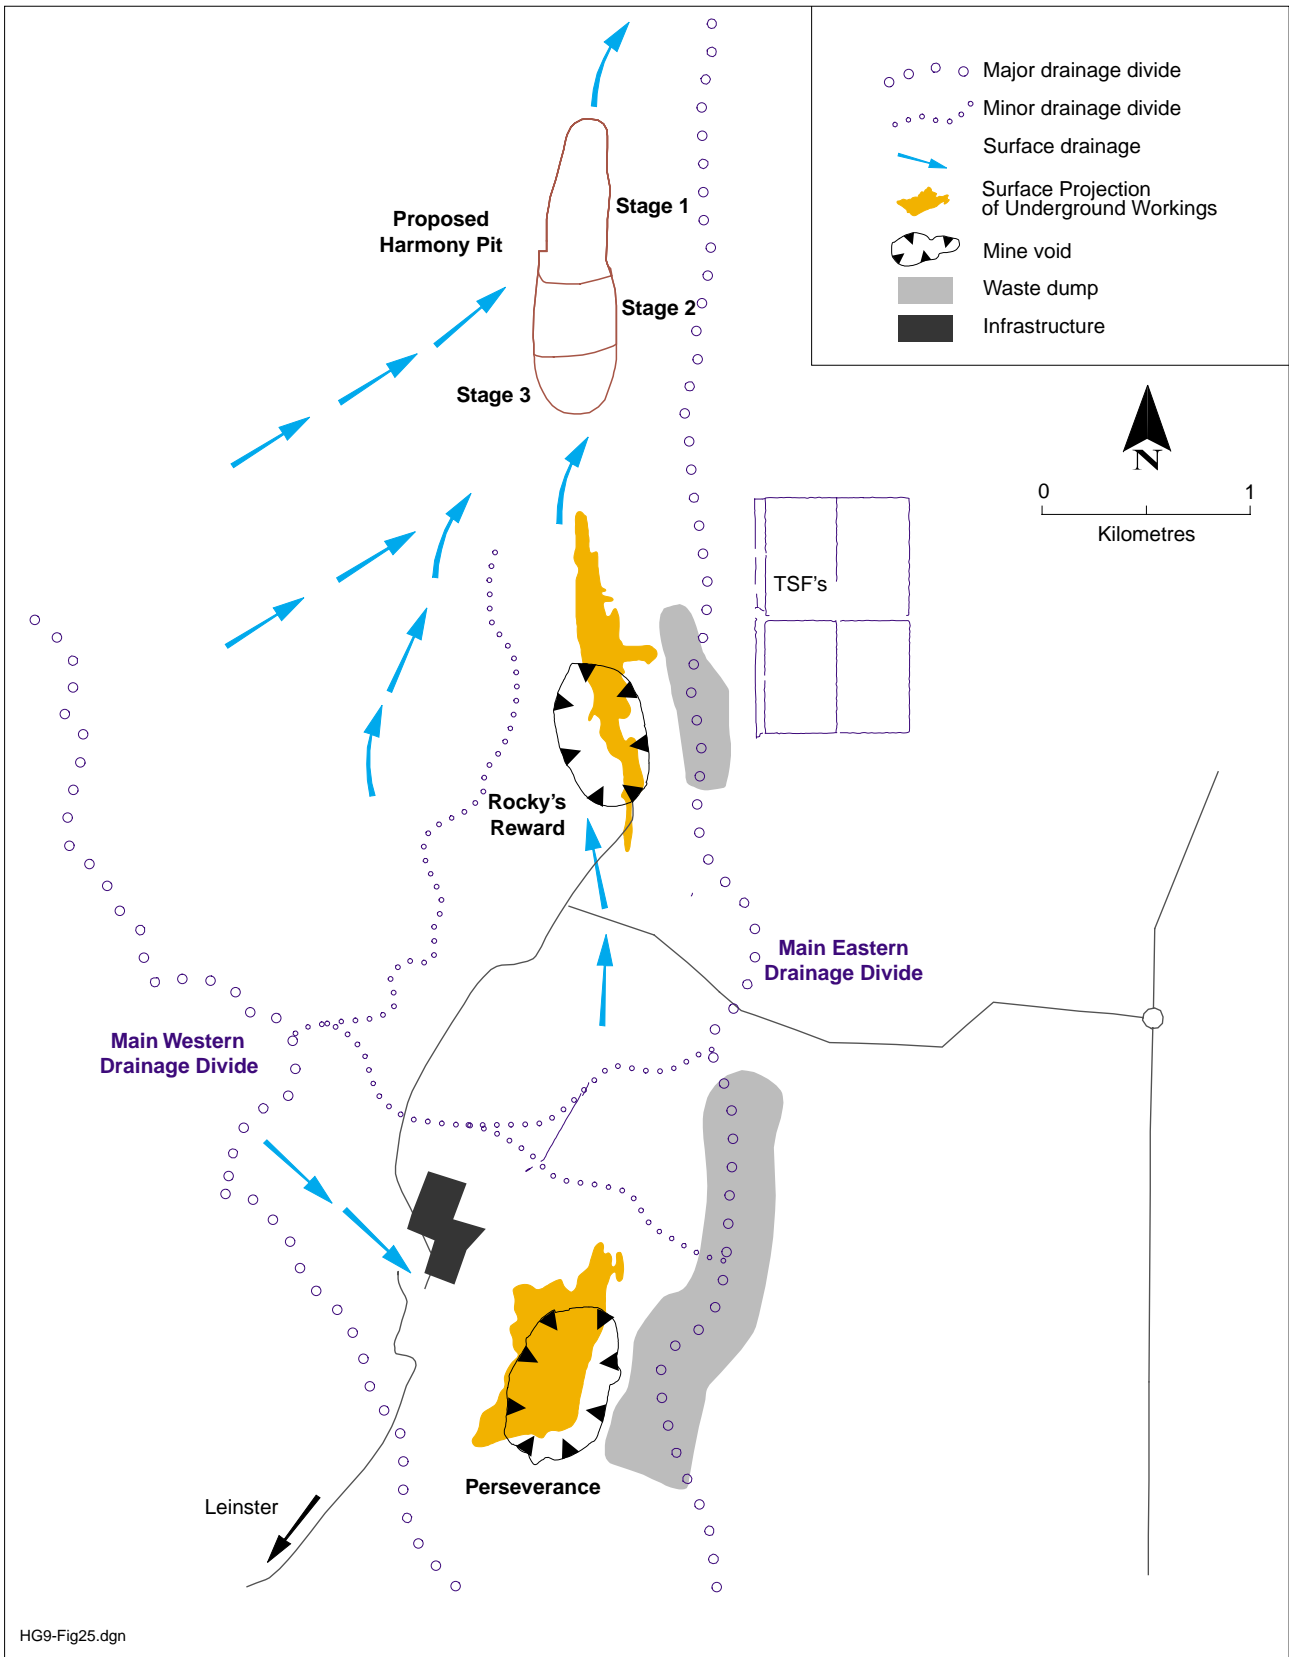 Major drainage divide
Minor drainage divide
Surface drainage
Surface Projection
of Underground Workings
Mine void
Waste dump
Infrastructure
Stage 1
Proposed
Harmony Pit
Stage 2
Stage 3
N
0 1
Kilometres
TSF's
Rocky's
Reward
Main Eastern
Drainage Divide
Main Western
Drainage Divide
Perseverance
Leinster
HG9-Fig25.dgn